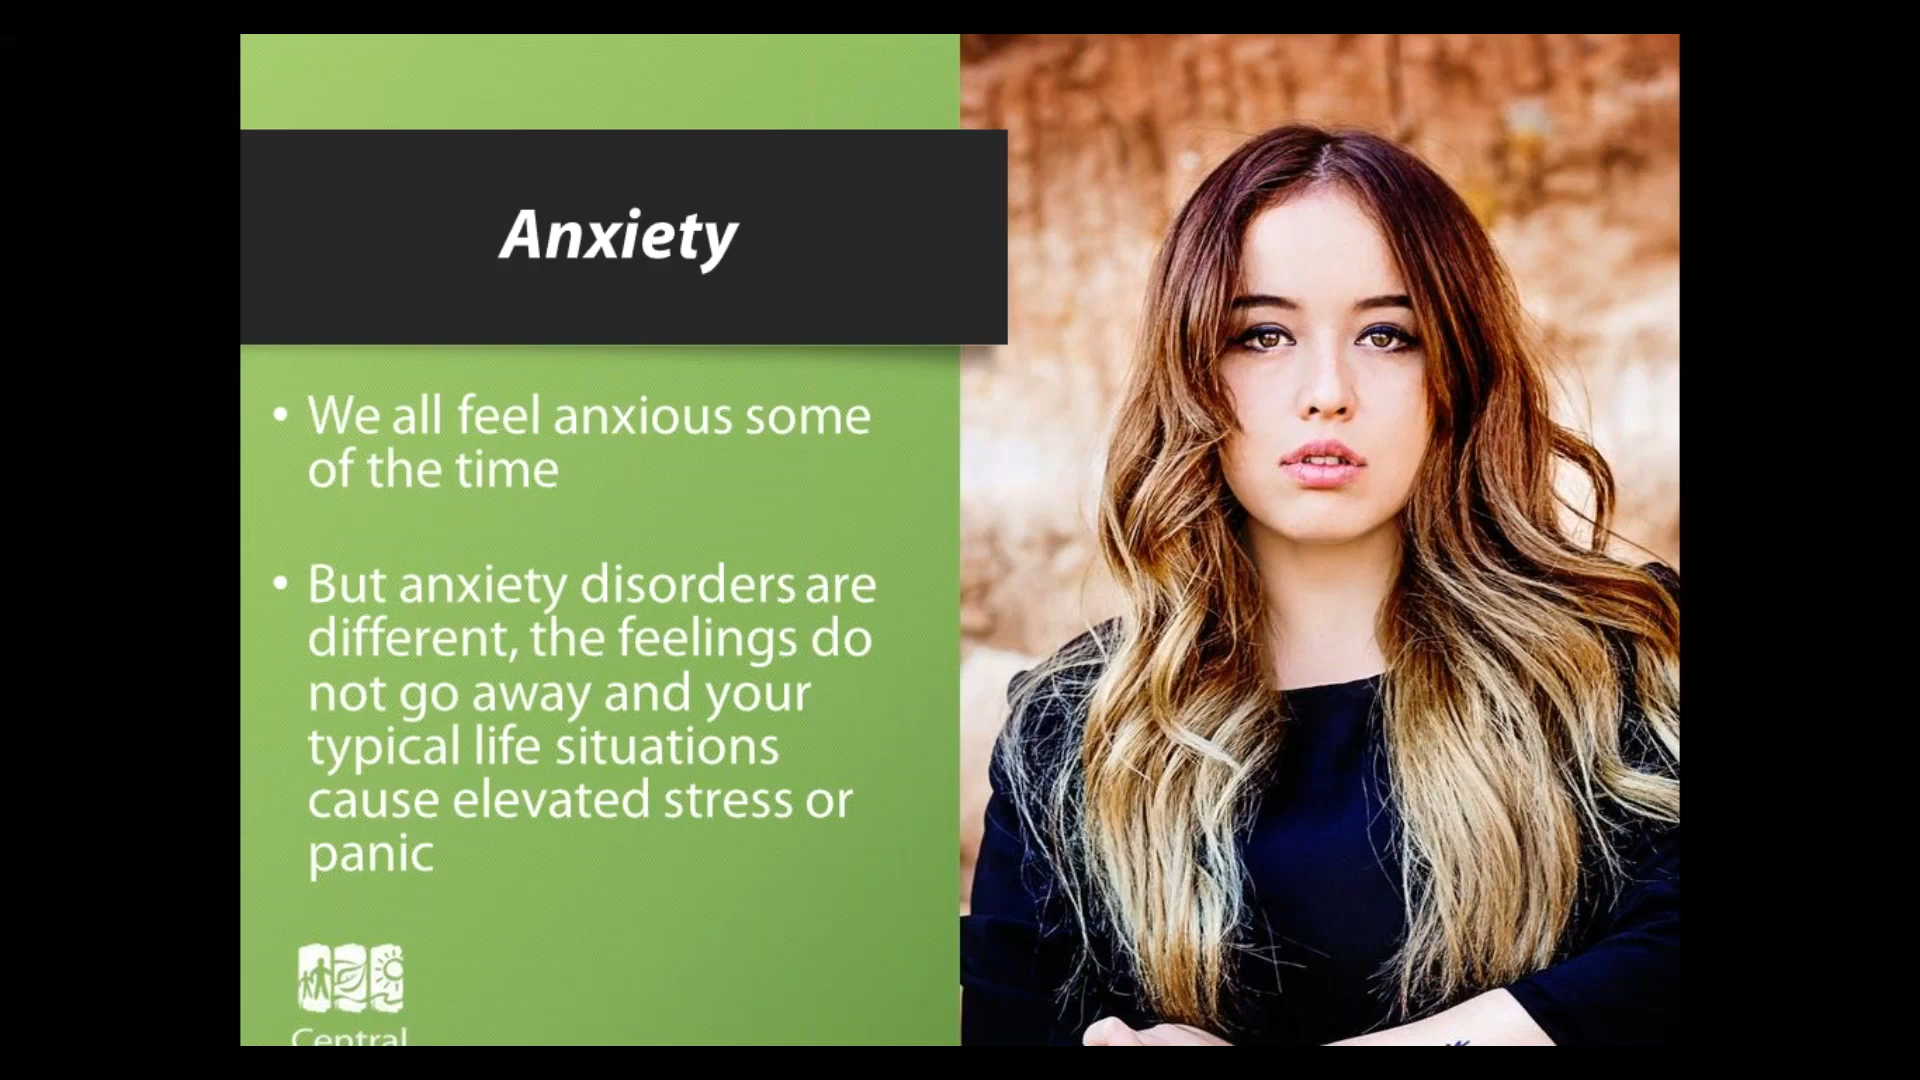 Anxiety
• We all feel anxious some
of the time
• But anxiety disorders are
different, the feelings do
not go away and your
typical life situations
cause elevated stress or
panic
Central